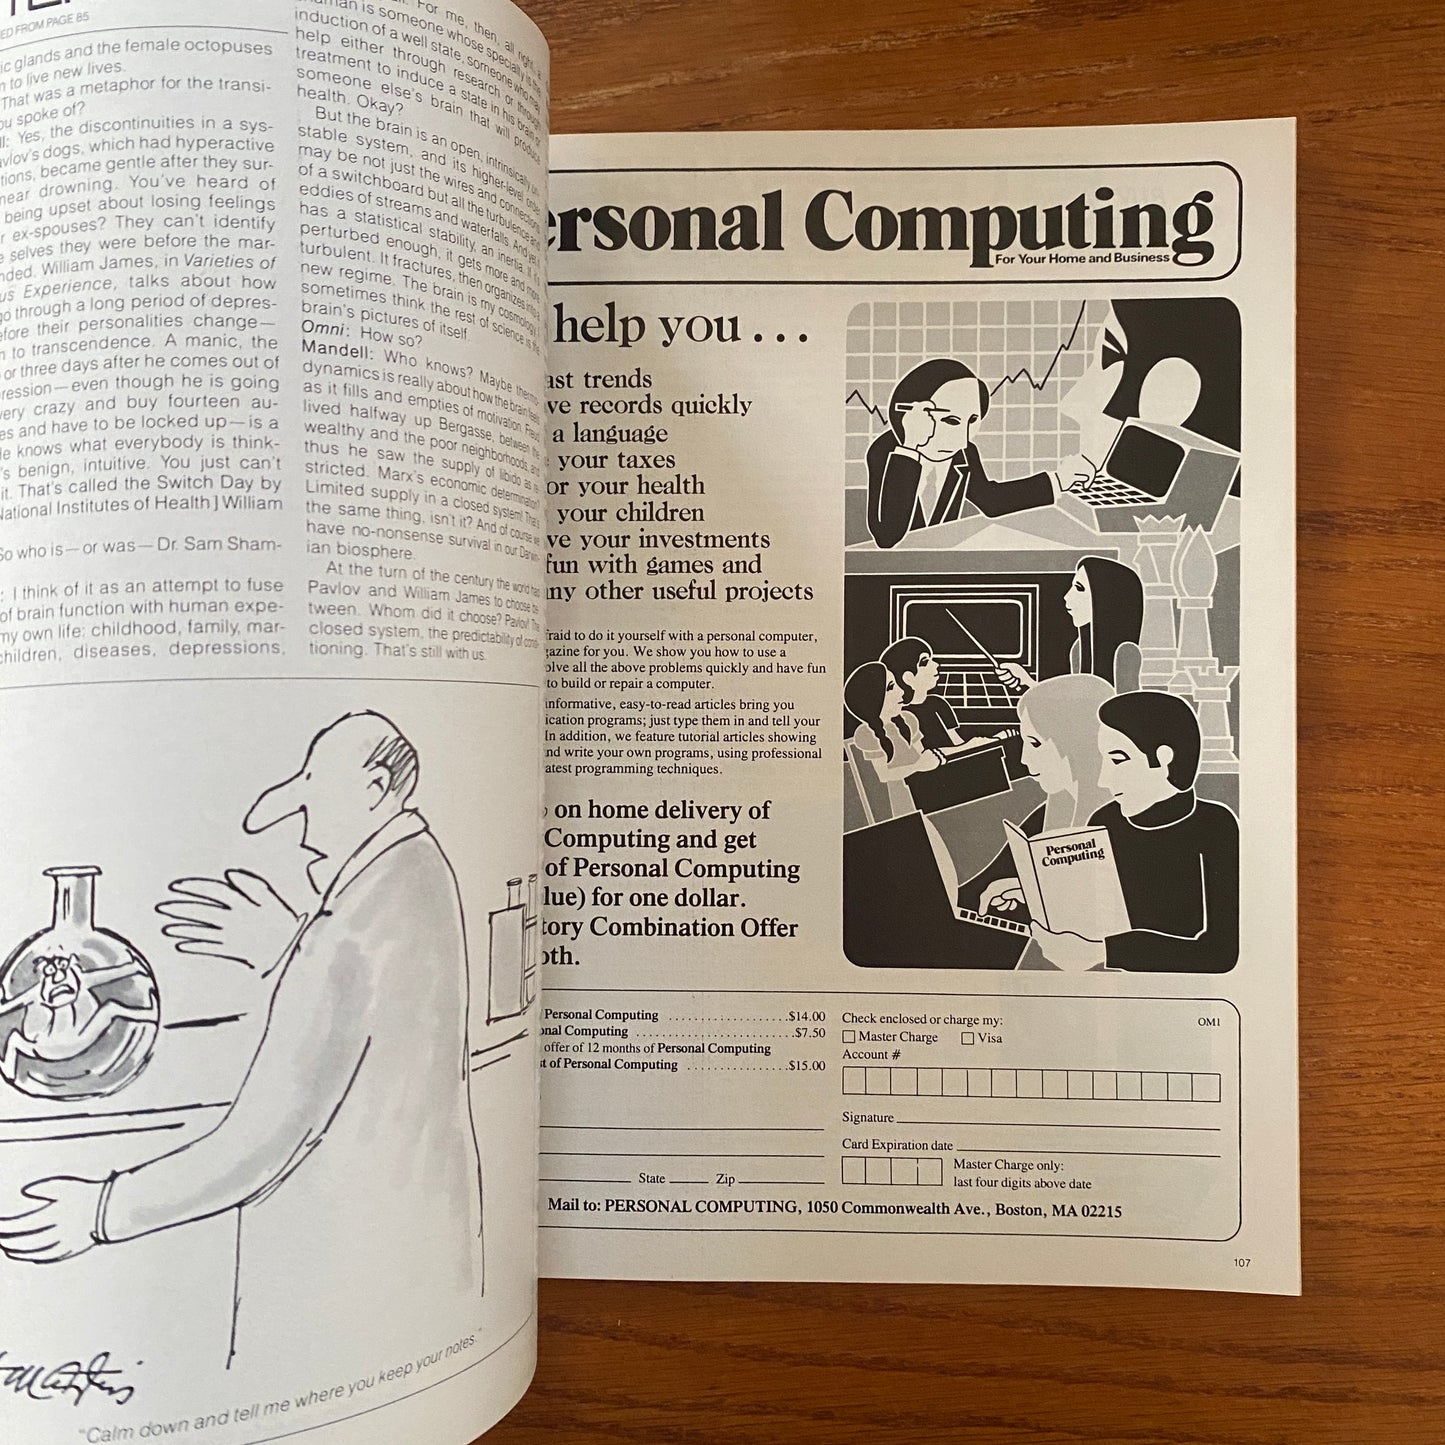 ED FROM PAGE 85
ic glands and the female octopuses
to live new lives.
That was a metaphor for the transi-
ou spoke of?
ll: Yes, the discontinuities in a sys-
avlov's dogs, which had hyperactive
tions, became gentle after they sur-
near drowning. You've heard of
being upset about losing feelings
r ex-spouses? They can't identify
e selves they were before the mar-
nded. William James, in Varieties of
us Experience, talks about how
go through a long period of depres-
efore their personalities change—
n to transcendence. A manic, the
or three days after he comes out of
ression—even though he is going
very crazy and buy fourteen au-
es and have to be locked up—is a
He knows what everybody is think-
's benign, intuitive. You just can't
it. That's called the Switch Day by
National Institutes of Health] William
So who is—or was—Dr. Sam Sham-
: I think of it as an attempt to fuse
of brain function with human expe-
my own life: childhood, family, mar-
children, diseases, depressions,
For me, then, all right, a
human is someone whose specialty is the
induction of a well state, someone who may
help either through research or through
treatment to induce a state in his brain or
someone else's brain that will produce
health. Okay?
But the brain is an open, intrinsically un-
stable system, and its higher-level order
may be not just the wires and connections
of a switchboard but all the turbulence and
eddies of streams and waterfalls. And yet it
has a statistical stability, an inertia. If it's
perturbed enough, it gets more and more
turbulent. It fractures, then organizes into a
new regime. The brain is my cosmology. I
sometimes think the rest of science is the
brain's pictures of itself.
Omni: How so?
Mandell: Who knows? Maybe thermo-
dynamics is really about how the brain feels
as it fills and empties of motivation. Freud
lived halfway up Bergasse, between the
wealthy and the poor neighborhoods, and
thus he saw the supply of libido as re-
stricted. Marx's economic determination?
Limited supply in a closed system! That's
the same thing, isn't it? And of course we
have no-nonsense survival in our Darwin-
ian biosphere.
At the turn of the century the world had
Pavlov and William James to choose be-
tween. Whom did it choose? Pavlov! The
closed system, the predictability of condi-
tioning. That's still with us.
"Calm down and tell me where you keep your notes."
ersonal Computing
For Your Home and Business
help you...
ast trends
ve records quickly
a language
your taxes
or your health
your children
ve your investments
fun with games and
any other useful projects
fraid to do it yourself with a personal computer,
gazine for you. We show you how to use a
olve all the above problems quickly and have fun
to build or repair a computer.
informative, easy-to-read articles bring you
ication programs; just type them in and tell your
In addition, we feature tutorial articles showing
nd write your own programs, using professional
atest programming techniques.
on home delivery of
Computing and get
of Personal Computing
lue) for one dollar.
tory Combination Offer
oth.
Personal
Computing
Personal Computing ..................$14.00
onal Computing ........................$7.50
offer of 12 months of Personal Computing
t of Personal Computing ................$15.00
State Zip
Check enclosed or charge my: OM1
Master Charge Visa
Account #
Signature
Card Expiration date
Master Charge only:
last four digits above date
Mail to: PERSONAL COMPUTING, 1050 Commonwealth Ave., Boston, MA 02215
107